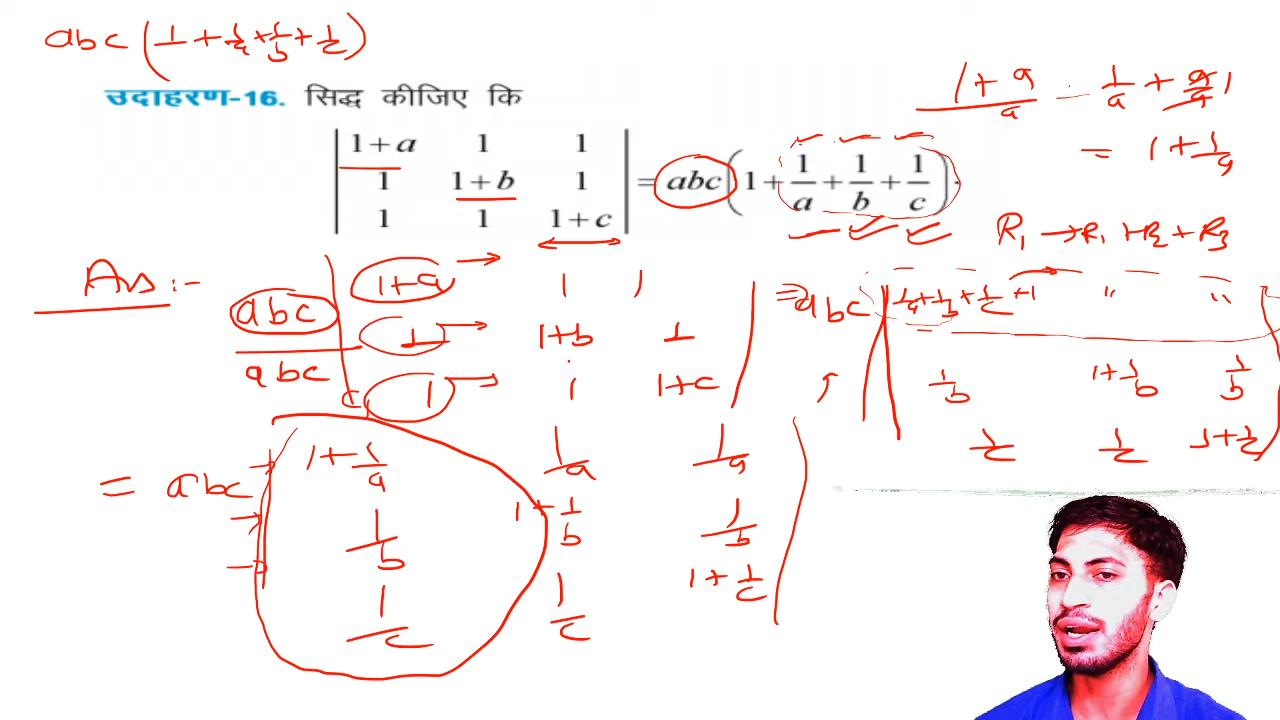 abc (1 + 1/a + 1/b + 1/c)
उदाहरण-16. सिद्ध कीजिए कि
| 1+a 1 1 |
| 1 1+b 1 | = abc (1 + 1/a + 1/b + 1/c).
| 1 1 1+c |
1+a/a = 1/a + a/a 1
= 1 + 1/a
R₁ → R₁ + R₂ + R₃
Ans :-
abc/abc | 1+a 1 1 |
1 1+b 1
1 1 1+c
= abc | 1 + 1/a 1/a 1/a |
1/b 1 + 1/b 1/b
1/c 1/c 1 + 1/c
⇒ abc | 1/a + 1/b + 1/c + 1 " " |
1/b 1 + 1/b 1/b
1/c 1/c 1 + 1/c